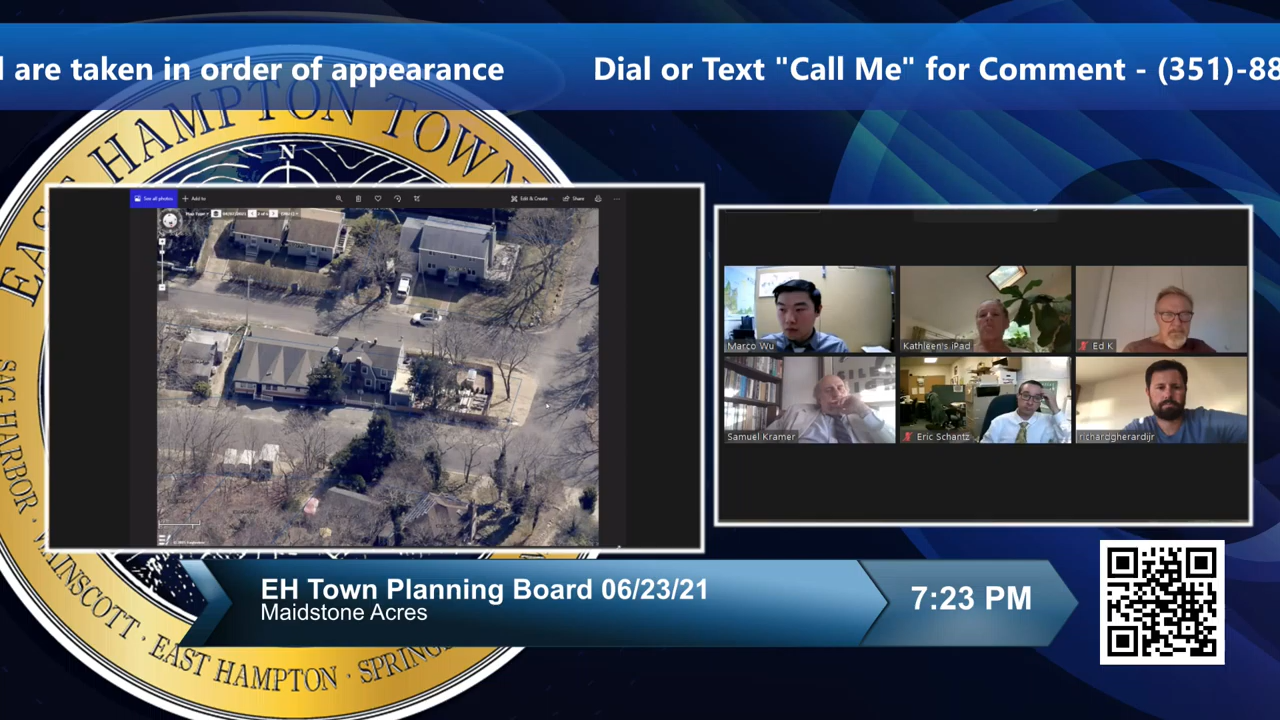 l are taken in order of appearance
Dial or Text "Call Me" for Comment - (351)-88
EAST HAMPTON TOWN
N
See all photos
Add to
Edit & Create
Share
Marco Wu
Kathleen's iPad
Ed K
Samuel Kramer
Eric Schantz
richardgherardijr
SAG HARBOR · WAINSCOTT · EAST HAMPTON · SPRING
EH Town Planning Board 06/23/21
Maidstone Acres
7:23 PM